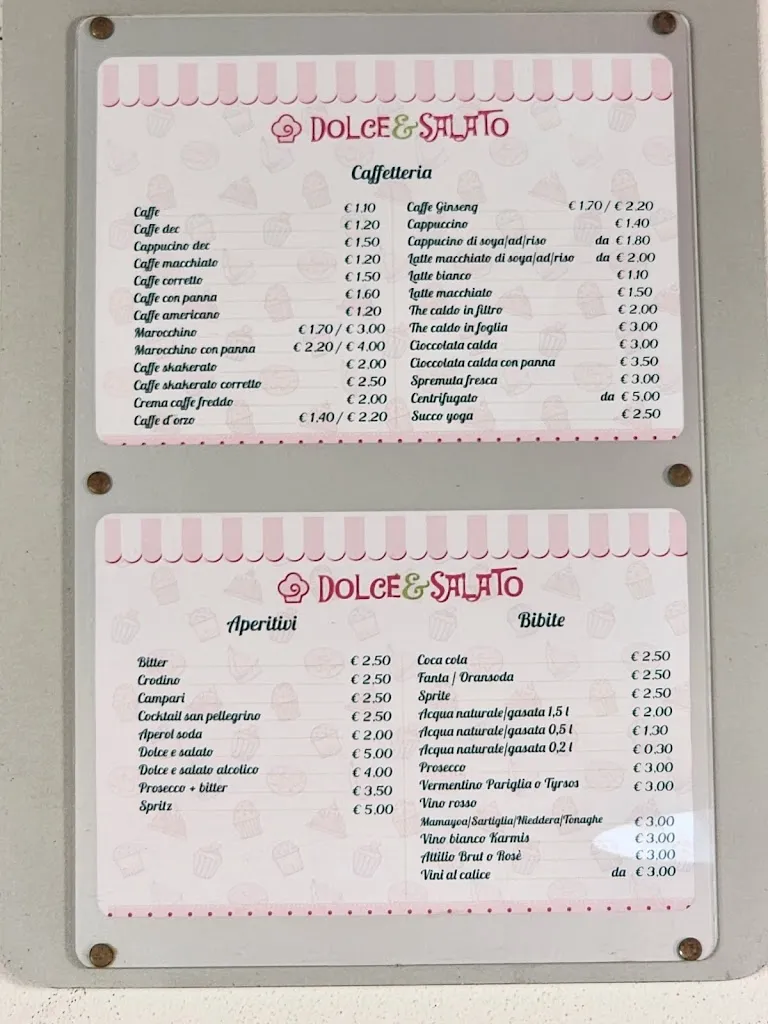 DOLCE&SALATO
Caffetteria
Caffe € 1.10
Caffe dec € 1.20
Cappucino dec € 1.50
Caffe macchiato € 1.20
Caffe corretto € 1.50
Caffe con panna € 1.60
Caffe americano € 1.20
Marocchino € 1.70 / € 3.00
Marocchino con panna € 2.20 / € 4.00
Caffe shakerato € 2.00
Caffe shakerato corretto € 2.50
Crema caffe freddo € 2.00
Caffe d'orzo € 1.40 / € 2.20
Caffe Ginseng € 1.70 / € 2.20
Cappuccino € 1.40
Cappucino di soya/ad/riso da € 1.80
Latte macchiato di soya/ad/riso da € 2.00
Latte bianco € 1.10
Latte macchiato € 1.50
The caldo in filtro € 2.00
The caldo in foglia € 3.00
Cioccolata calda € 3.00
Cioccolata calda con panna € 3.50
Spremuta fresca € 3.00
Centrifugato da € 5.00
Succo yoga € 2.50
DOLCE&SALATO
Aperitivi
Bitter € 2.50
Crodino € 2.50
Campari € 2.50
Cocktail san pellegrino € 2.50
Aperol soda € 2.00
Dolce e salato € 5.00
Dolce e salato alcolico € 4.00
Prosecco + bitter € 3.50
Spritz € 5.00
Bibite
Coca cola € 2.50
Fanta / Oransoda € 2.50
Sprite € 2.50
Acqua naturale/gasata 1,5 l € 2.00
Acqua naturale/gasata 0,5 l € 1.30
Acqua naturale/gasata 0,2 l € 0.30
Prosecco € 3.00
Vermentino Pariglia o Tyrsos € 3.00
Vino rosso
Mamayoa/Sartiglia/Nieddera/Tonaghe € 3.00
Vino bianco Karmis € 3.00
Attilio Brut o Rosè € 3.00
Vini al calice da € 3.00